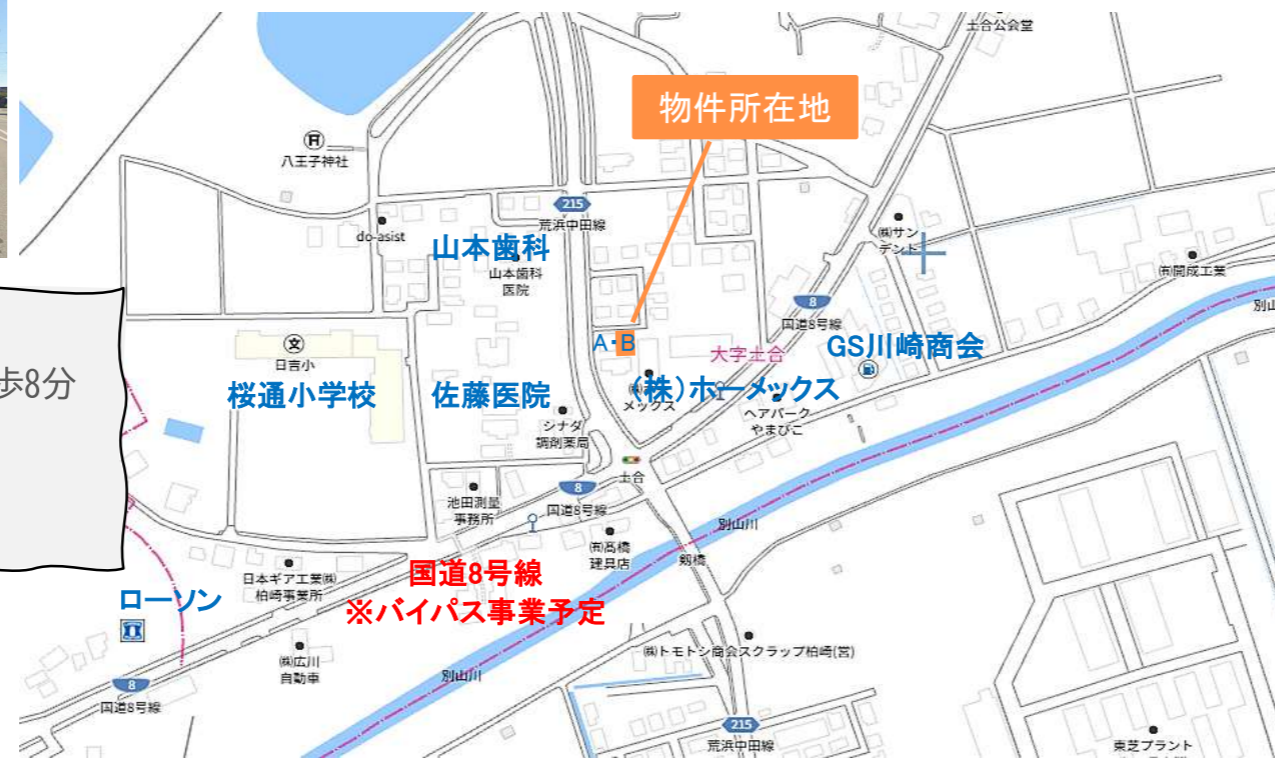 土合公会堂
物件所在地
八王子神社
215
荒浜中田線
do-asist
山本歯科
山本歯科
医院
㈱サン
デント
㈲開成工業
8
国道8号線
別山
A・B
大字土合
GS川崎商会
歩8分
文
日吉小
桜通小学校
佐藤医院
(株)ホーメックス
メックス
ヘアパーク
やまびこ
シナダ
調剤薬局
土合
池田測量
事務所
8
国道8号線
別山川
㈲髙橋
建具店
剱橋
日本ギア工業㈱
柏崎事業所
国道8号線
※バイパス事業予定
ローソン
㈱広川
自動車
別山川
㈱トモトシ商会スクラップ柏崎(営)
8
国道8号線
215
荒浜中田線
東芝プラント